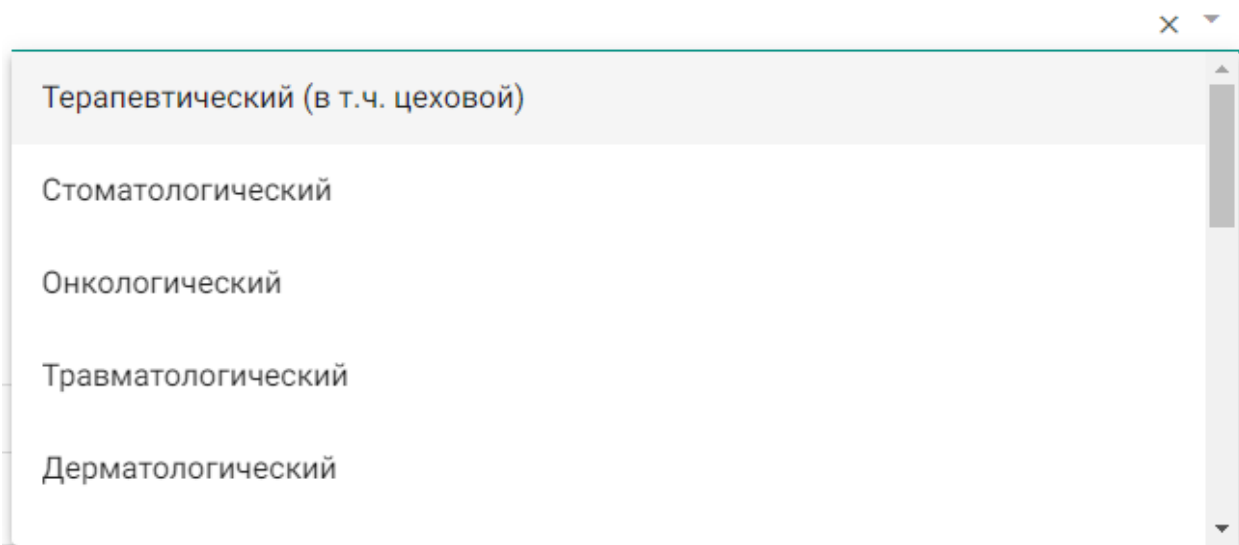 Терапевтический (в т.ч. цеховой)
Стоматологический
Онкологический
Травматологический
Дерматологический